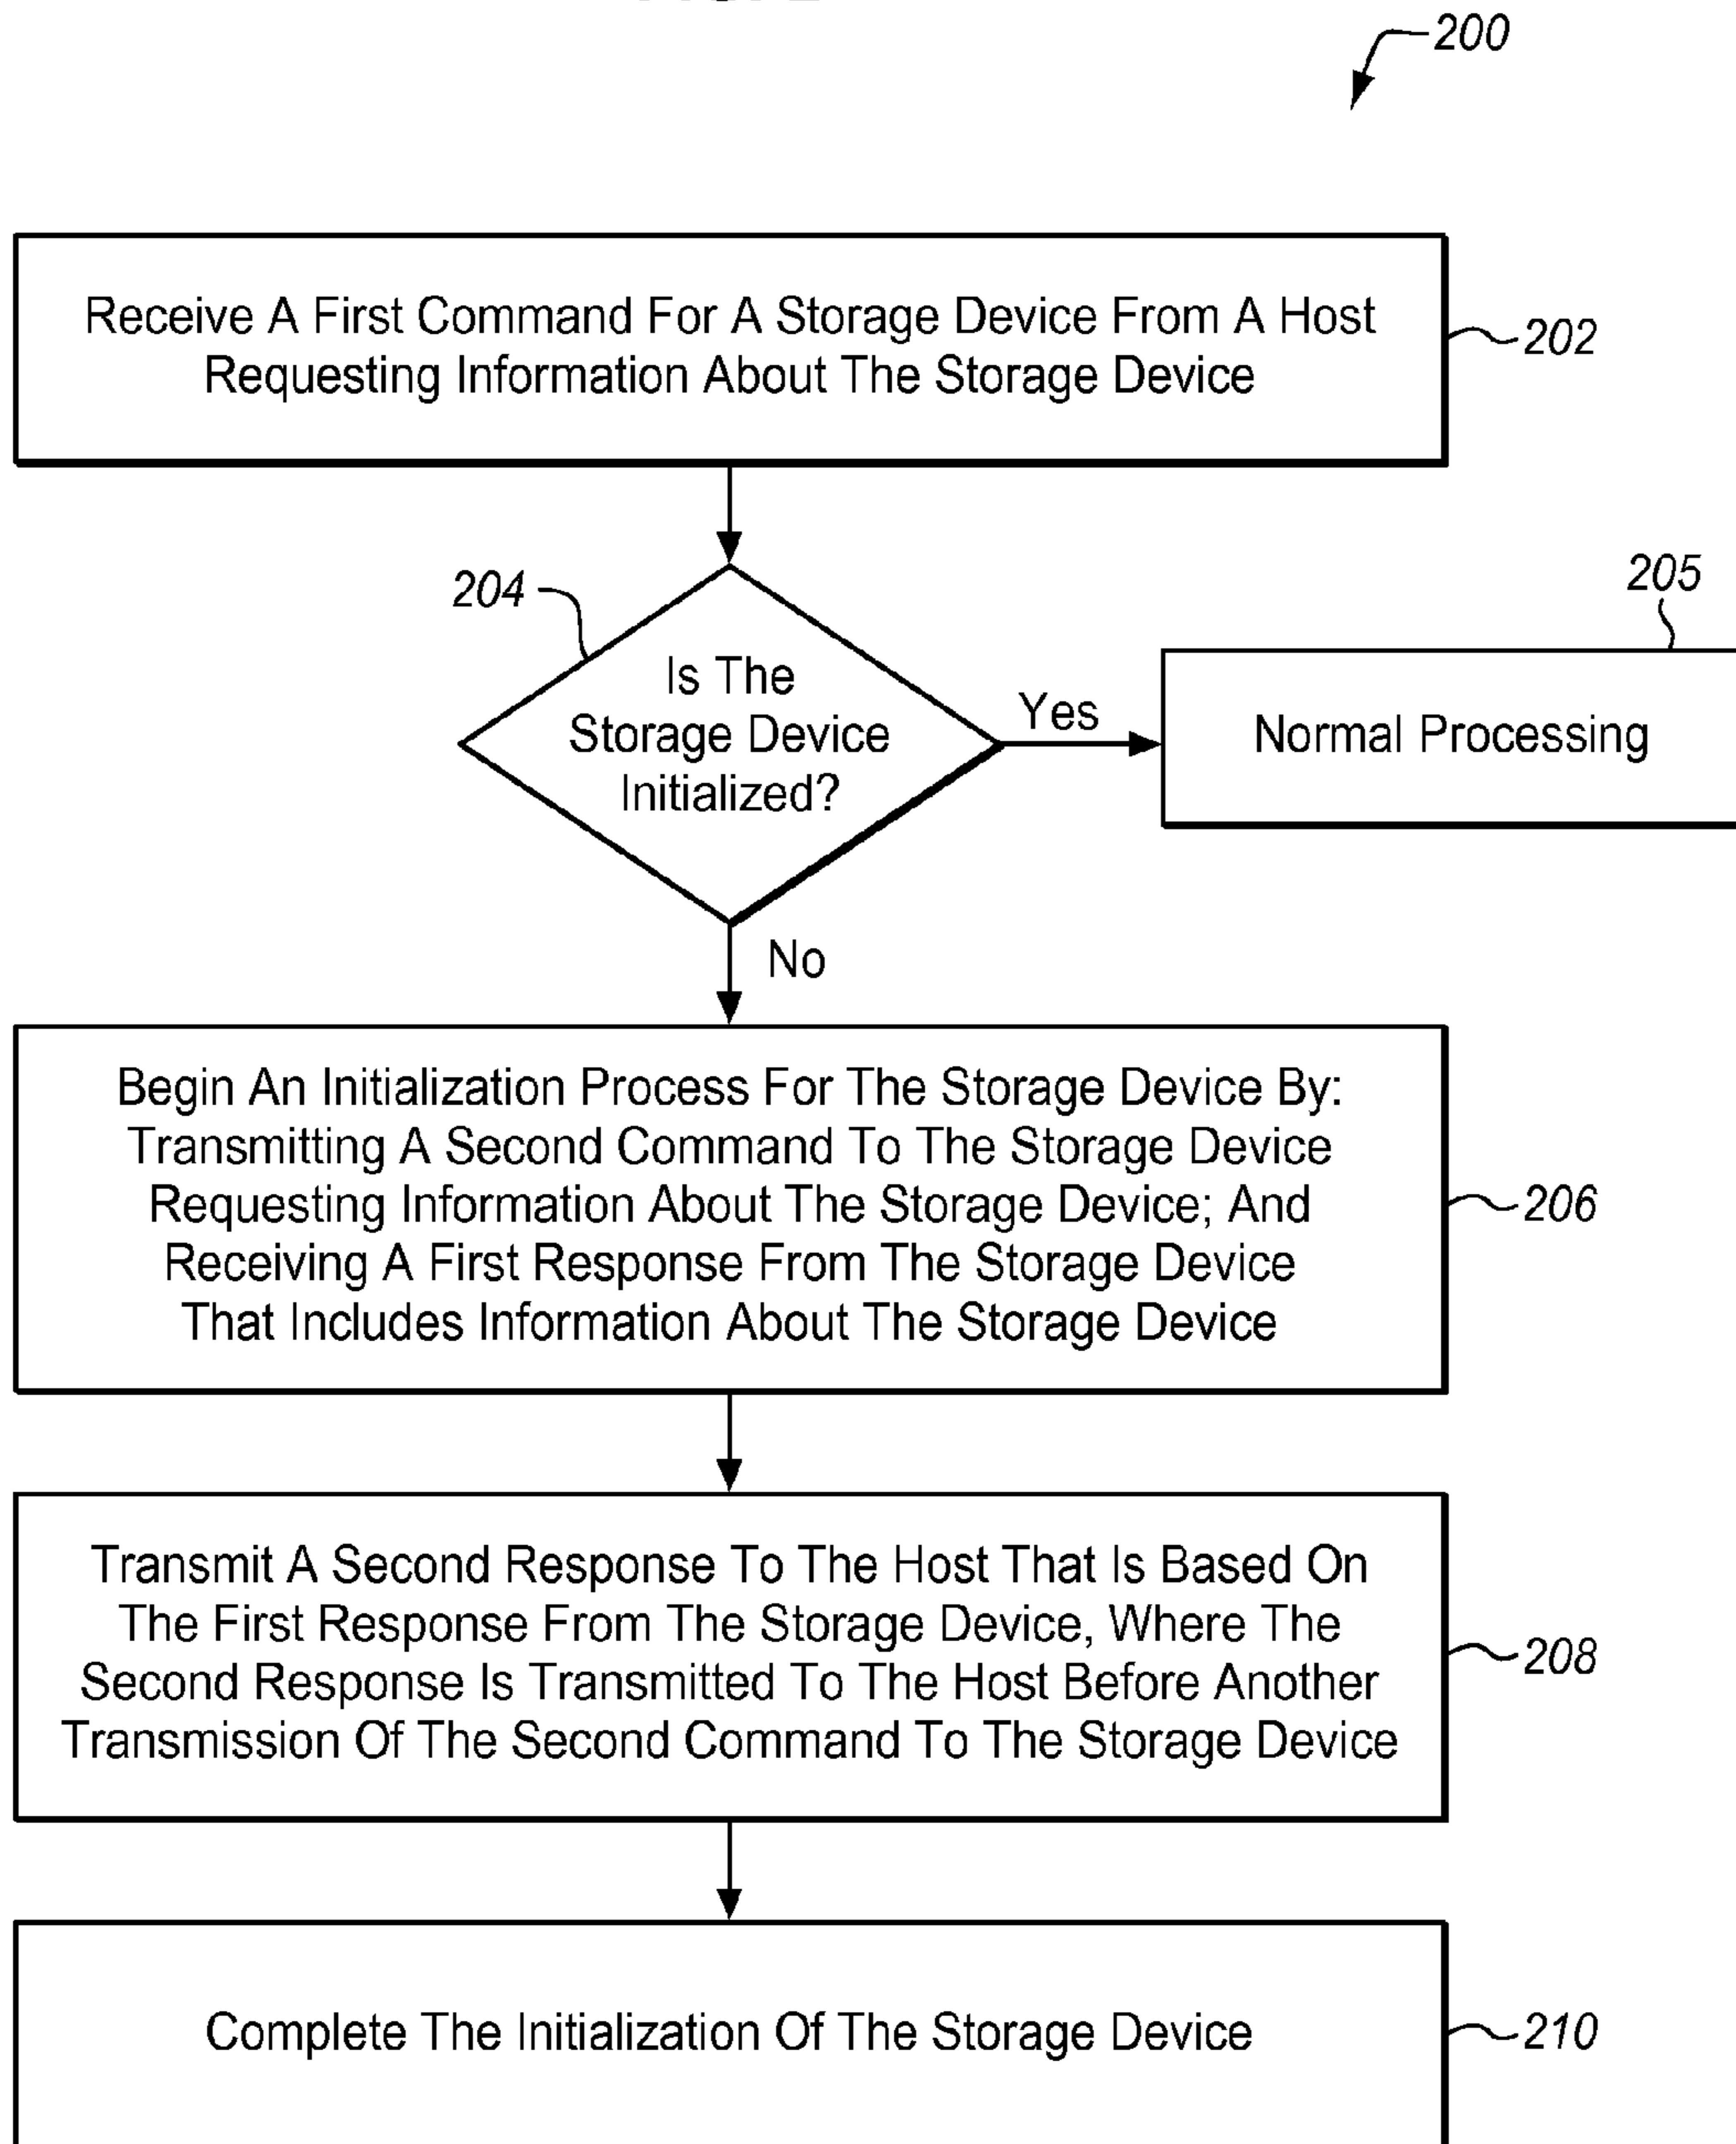 200
Receive A First Command For A Storage Device From A Host
Requesting Information About The Storage Device
202
204
Is The
Storage Device
Initialized?
Yes
205
Normal Processing
No
Begin An Initialization Process For The Storage Device By:
Transmitting A Second Command To The Storage Device
Requesting Information About The Storage Device; And
Receiving A First Response From The Storage Device
That Includes Information About The Storage Device
206
Transmit A Second Response To The Host That Is Based On
The First Response From The Storage Device, Where The
Second Response Is Transmitted To The Host Before Another
Transmission Of The Second Command To The Storage Device
208
Complete The Initialization Of The Storage Device
210